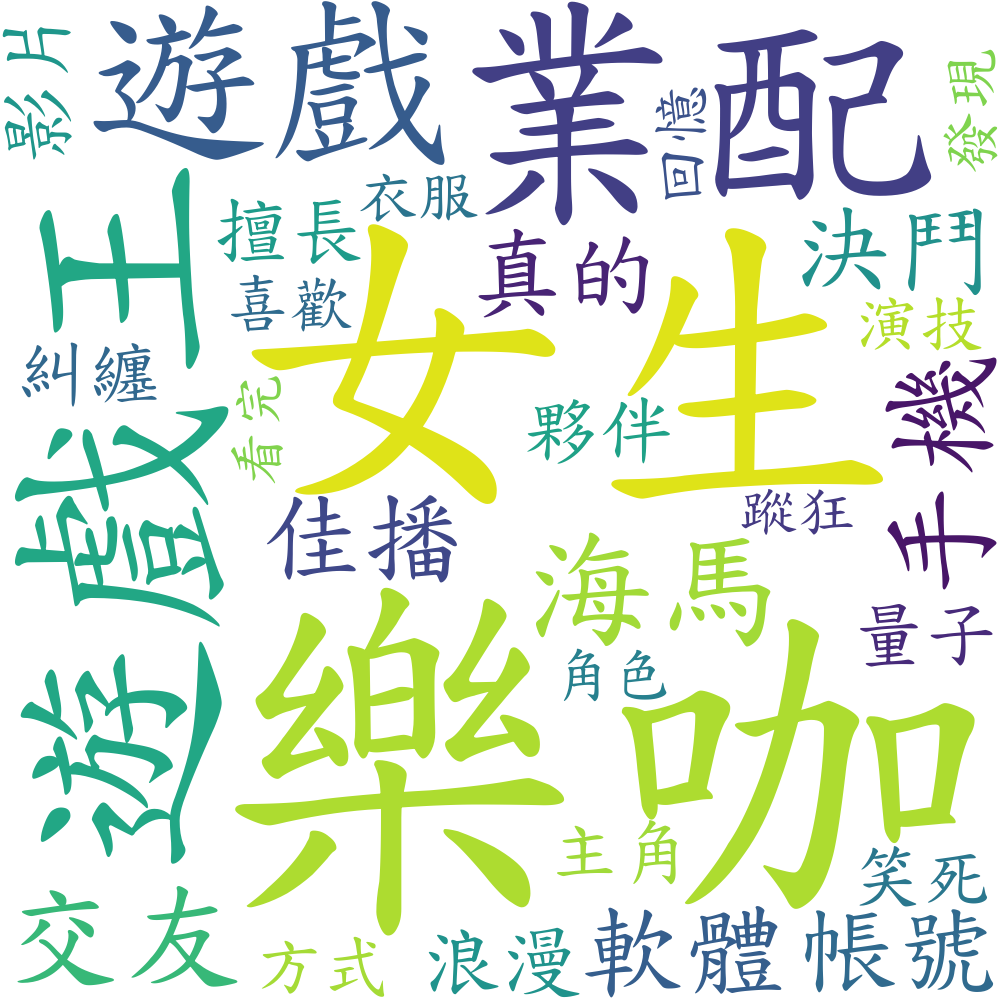 影片
遊戲
業配
回憶
發現
遊戲王
擅長
衣服
真的
決鬥
喜歡
女生
演技
糾纏
看完
夥伴
手機
佳播
蹤狂
海馬
量子
角色
樂咖
主角
笑死
交友
方式
浪漫
軟體
帳號